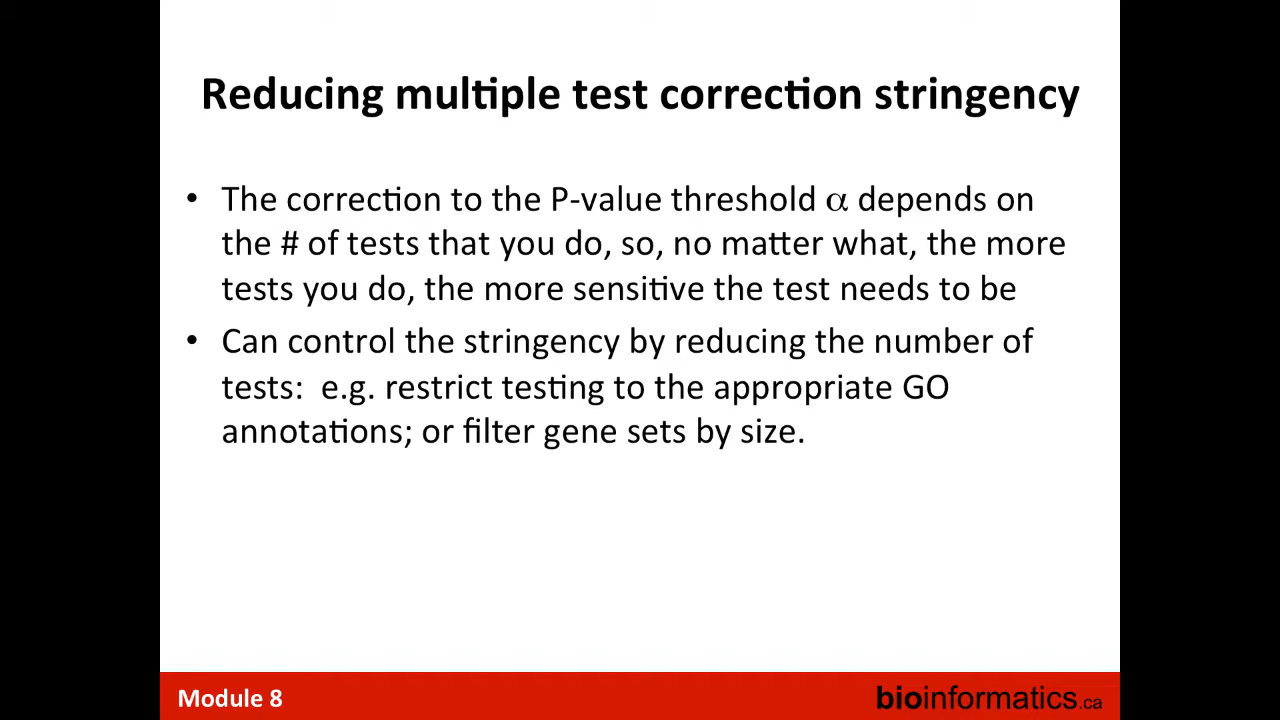 Reducing multiple test correction stringency
• The correction to the P-value threshold α depends on
the # of tests that you do, so, no matter what, the more
tests you do, the more sensitive the test needs to be
• Can control the stringency by reducing the number of
tests:  e.g. restrict testing to the appropriate GO
annotations; or filter gene sets by size.
Module 8
bioinformatics.ca